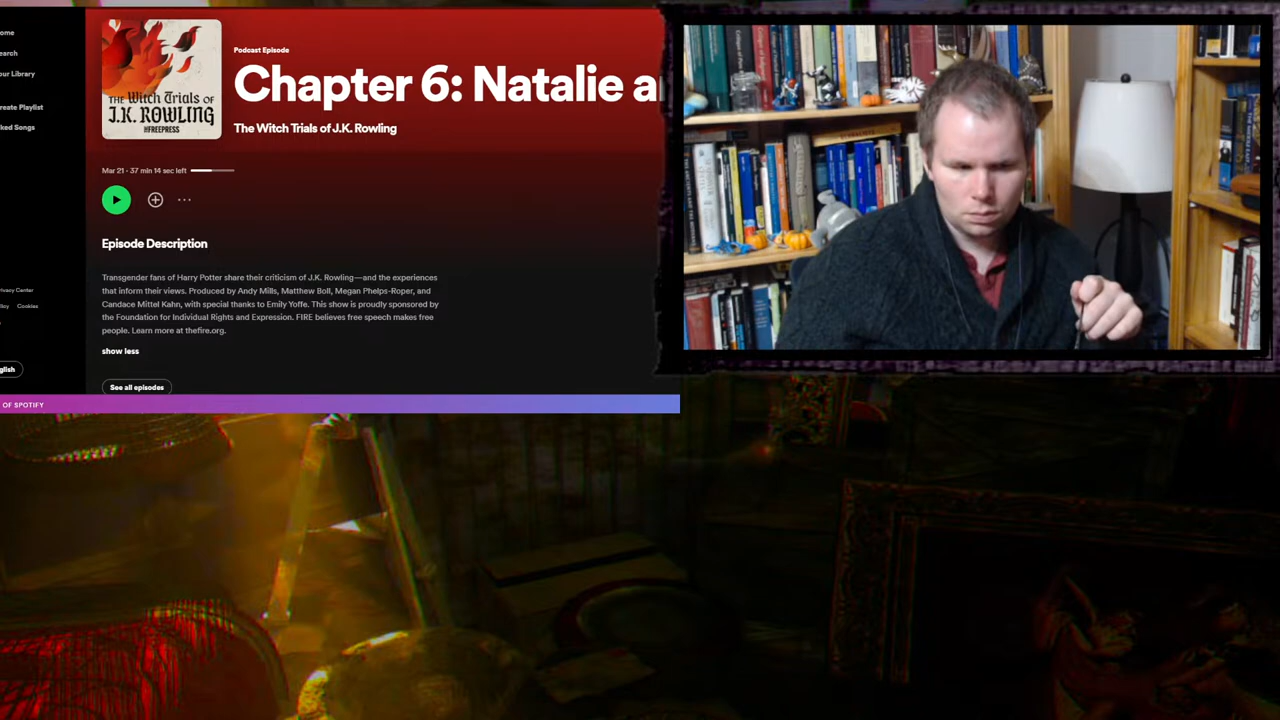 ome
earch
our Library
reate Playlist
ked Songs
rivacy Center
licy Cookies
glish
THE Witch TRIALS OF
J.K. ROWLING
#FREEPRESS
Podcast Episode
Chapter 6: Natalie a
The Witch Trials of J.K. Rowling
Mar 21 · 37 min 14 sec left
Episode Description
Transgender fans of Harry Potter share their criticism of J.K. Rowling—and the experiences
that inform their views. Produced by Andy Mills, Matthew Boll, Megan Phelps-Roper, and
Candace Mittel Kahn, with special thanks to Emily Yoffe. This show is proudly sponsored by
the Foundation for Individual Rights and Expression. FIRE believes free speech makes free
people. Learn more at thefire.org.
show less
See all episodes
OF SPOTIFY